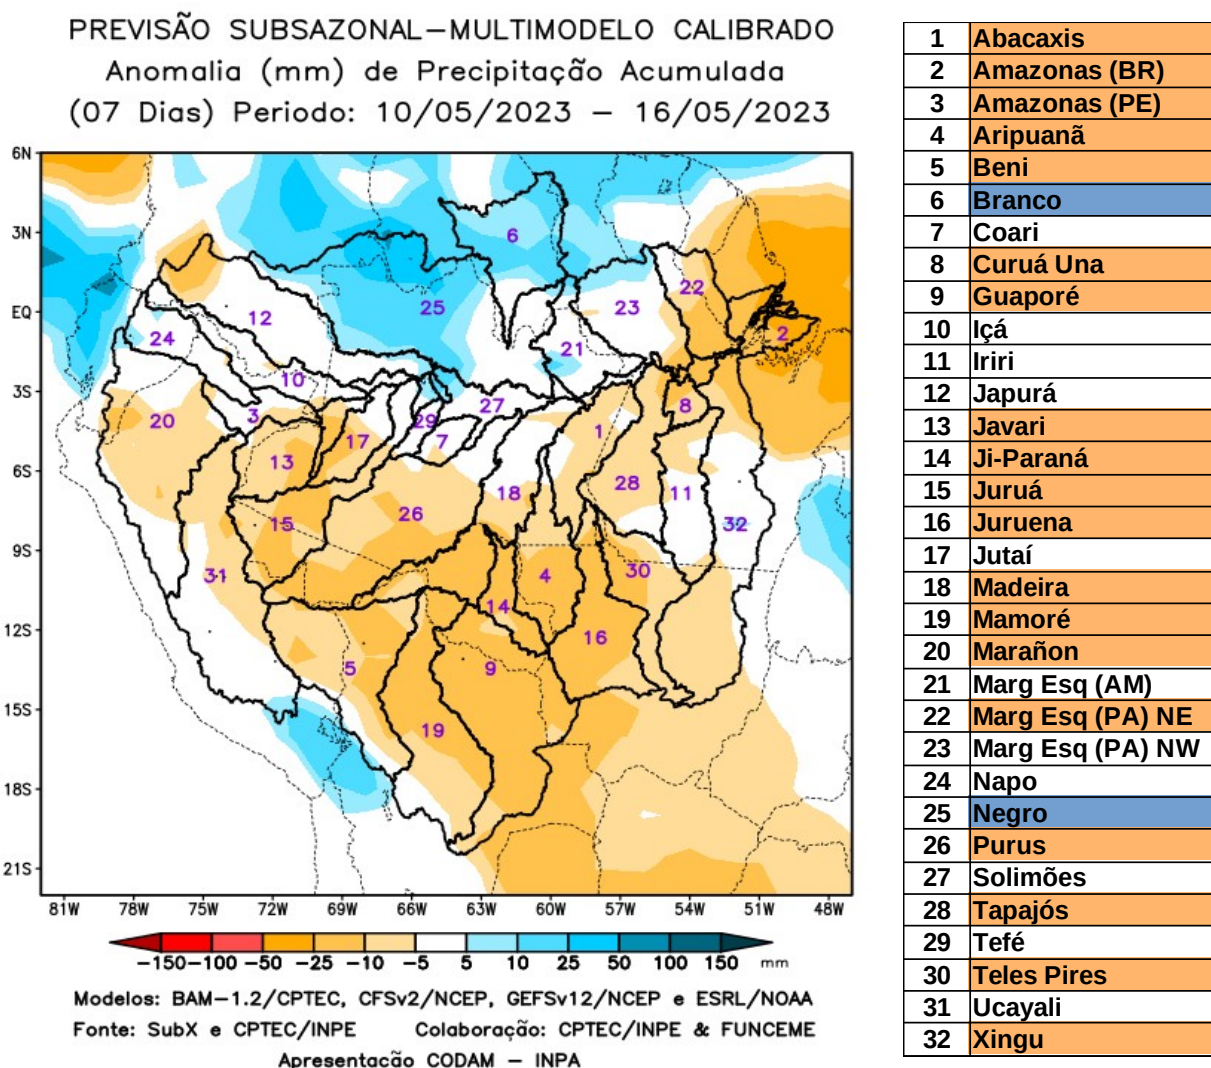 PREVISÃO SUBSAZONAL-MULTIMODELO CALIBRADO
Anomalia (mm) de Precipitação Acumulada
(07 Dias) Periodo: 10/05/2023 - 16/05/2023
6N
3N
EQ
3S
6S
9S
12S
15S
18S
21S
81W 78W 75W 72W 69W 66W 63W 60W 57W 54W 51W 48W
6
22
25
23
12
2
24
21
10
27
8
3
20
29
1
17
7
13
28
18
11
26
15
32
31
4
30
14
16
5
9
19
-150 -100 -50 -25 -10 -5 5 10 25 50 100 150 mm
Modelos: BAM-1.2/CPTEC, CFSv2/NCEP, GEFSv12/NCEP e ESRL/NOAA
Fonte: SubX e CPTEC/INPE Colaboração: CPTEC/INPE & FUNCEME
Apresentação CODAM - INPA
1 Abacaxis
2 Amazonas (BR)
3 Amazonas (PE)
4 Aripuanã
5 Beni
6 Branco
7 Coari
8 Curuá Una
9 Guaporé
10 Içá
11 Iriri
12 Japurá
13 Javari
14 Ji-Paraná
15 Juruá
16 Juruena
17 Jutaí
18 Madeira
19 Mamoré
20 Marañon
21 Marg Esq (AM)
22 Marg Esq (PA) NE
23 Marg Esq (PA) NW
24 Napo
25 Negro
26 Purus
27 Solimões
28 Tapajós
29 Tefé
30 Teles Pires
31 Ucayali
32 Xingu